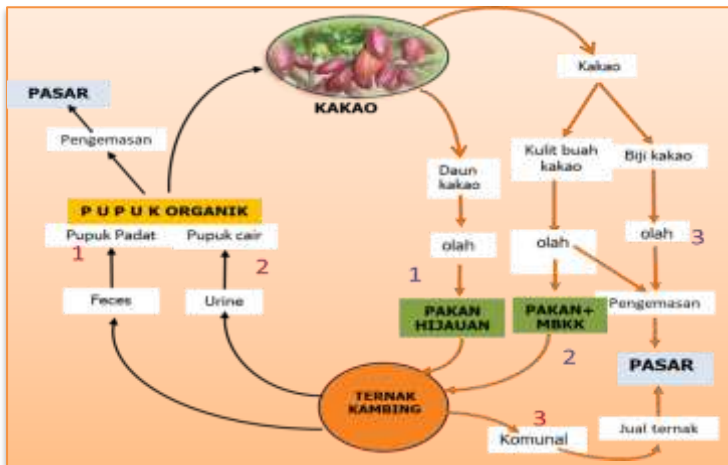 KAKAO
Kakao
PASAR
Pengemasan
Kulit buah
kakao
Biji kakao
Daun
kakao
P U P U K ORGANIK
Pupuk Padat
Pupuk cair
1
2
olah
olah
olah
3
1
Feces
Urine
PAKAN
HIJAUAN
PAKAN+
MBKK
Pengemasan
2
PASAR
TERNAK
KAMBING
3
Komunal
Jual ternak